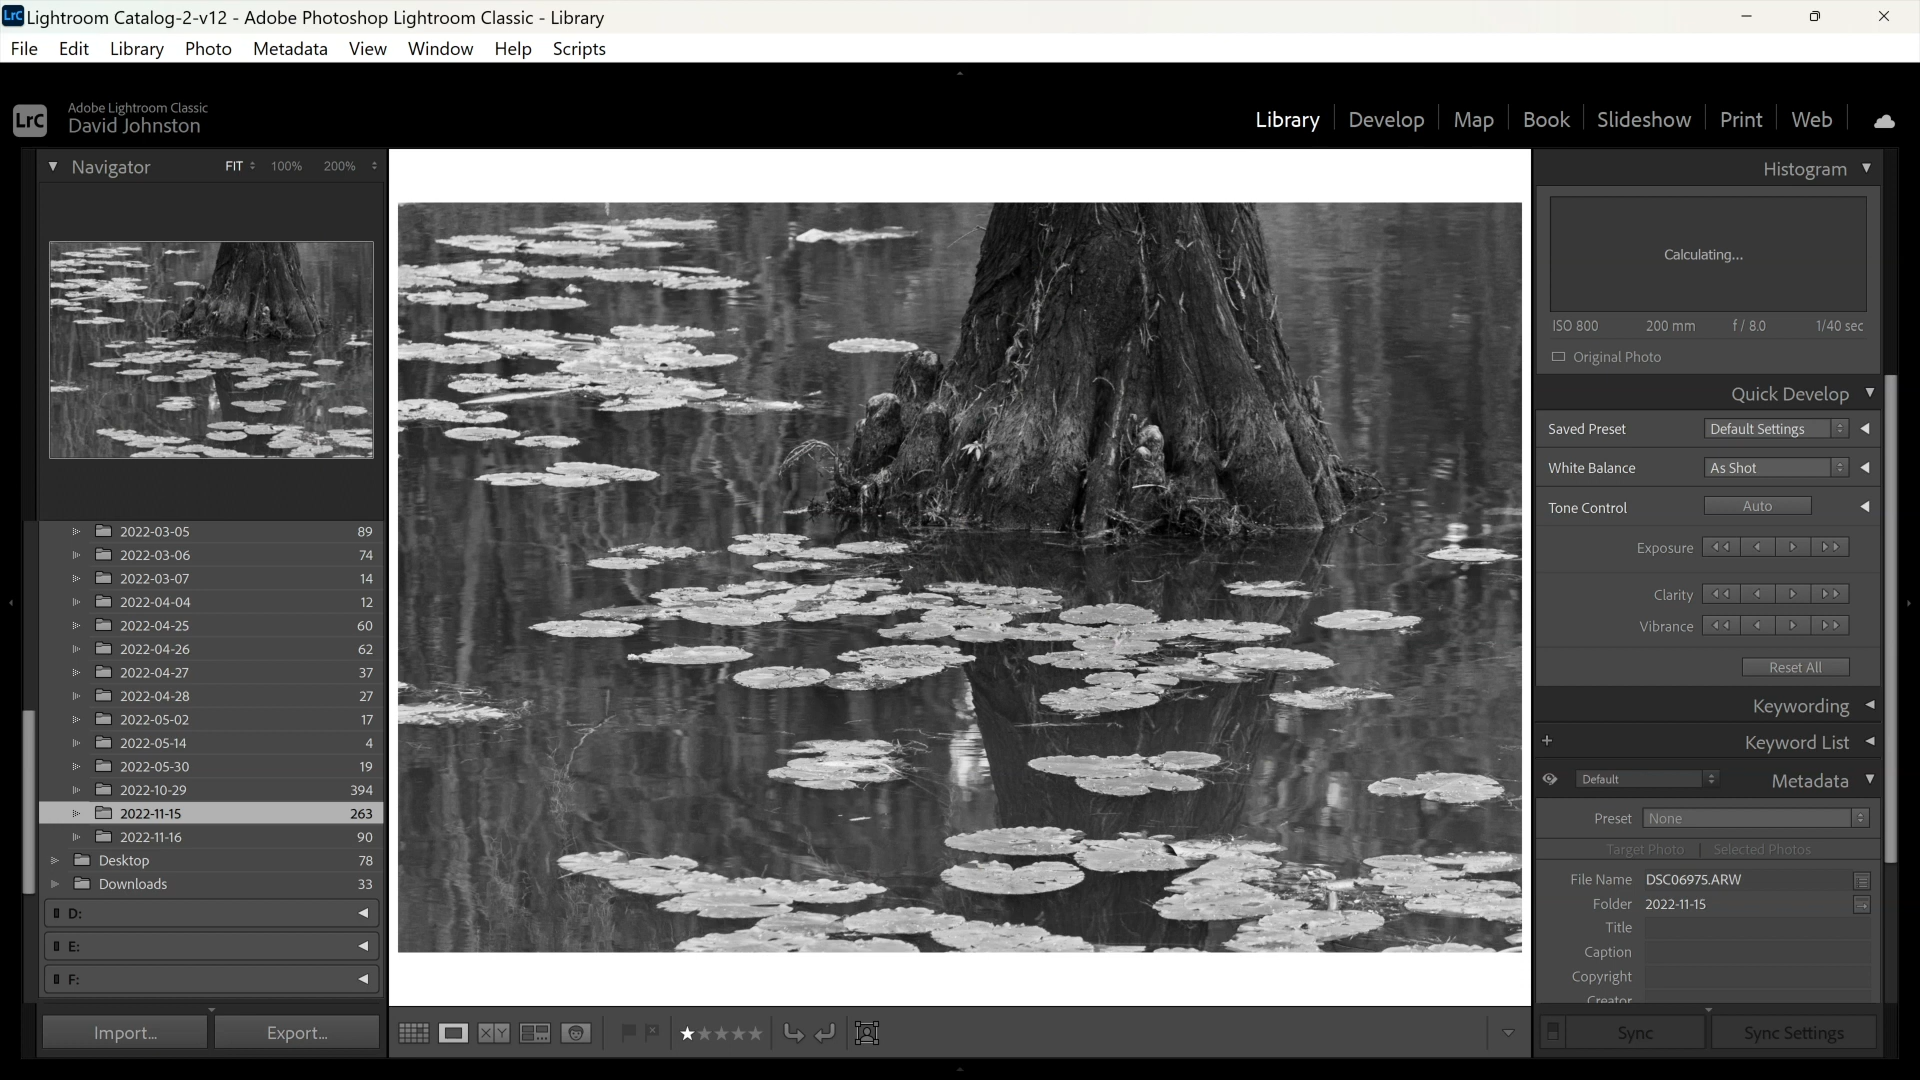 LrC Lightroom Catalog-2-v12 - Adobe Photoshop Lightroom Classic - Library
File Edit Library Photo Metadata View Window Help Scripts
LrC
Adobe Lightroom Classic
David Johnston
Library Develop Map Book Slideshow Print Web
Navigator FIT 100% 200%
2022-03-05 89
2022-03-06 74
2022-03-07 14
2022-04-04 12
2022-04-25 60
2022-04-26 62
2022-04-27 37
2022-04-28 27
2022-05-02 17
2022-05-14 4
2022-05-30 19
2022-10-29 394
2022-11-15 263
2022-11-16 90
Desktop 78
Downloads 33
D:
E:
F:
Import... Export...
X Y
Histogram
Calculating...
ISO 800 200 mm f / 8.0 1/40 sec
Original Photo
Quick Develop
Saved Preset Default Settings
White Balance As Shot
Tone Control Auto
Exposure
Clarity
Vibrance
Reset All
Keywording
+ Keyword List
Default Metadata
Preset None
Target Photo | Selected Photos
File Name DSC06975.ARW
Folder 2022-11-15
Title
Caption
Copyright
Creator
Sync Sync Settings